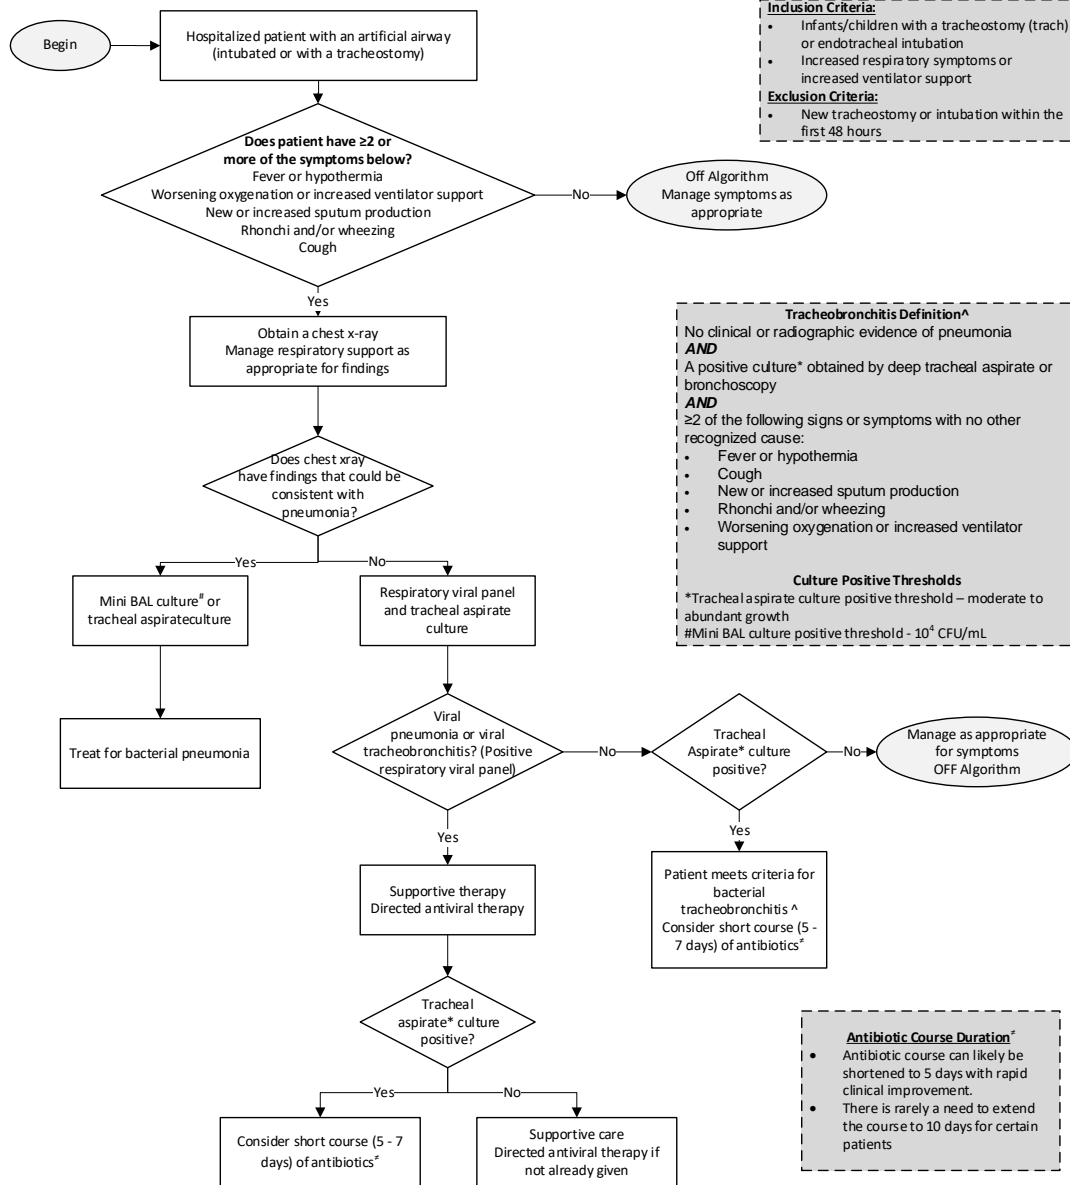 Begin
Hospitalized patient with an artificial airway
(intubated or with a tracheostomy)
Inclusion Criteria:
• Infants/children with a tracheostomy (trach)
or endotracheal intubation
• Increased respiratory symptoms or
increased ventilator support
Exclusion Criteria:
• New tracheostomy or intubation within the
first 48 hours
Does patient have ≥2 or
more of the symptoms below?
Fever or hypothermia
Worsening oxygenation or increased ventilator support
New or increased sputum production
Rhonchi and/or wheezing
Cough
No
Off Algorithm
Manage symptoms as
appropriate
Yes
Obtain a chest x-ray
Manage respiratory support as
appropriate for findings
Tracheobronchitis Definition^
No clinical or radiographic evidence of pneumonia
AND
A positive culture* obtained by deep tracheal aspirate or
bronchoscopy
AND
≥2 of the following signs or symptoms with no other
recognized cause:
• Fever or hypothermia
• Cough
• New or increased sputum production
• Rhonchi and/or wheezing
• Worsening oxygenation or increased ventilator
support
Culture Positive Thresholds
*Tracheal aspirate culture positive threshold – moderate to
abundant growth
#Mini BAL culture positive threshold - 10⁴ CFU/mL
Does chest xray
have findings that could be
consistent with
pneumonia?
Yes
No
Mini BAL culture# or
tracheal aspirateculture
Respiratory viral panel
and tracheal aspirate
culture
Treat for bacterial pneumonia
Viral
pneumonia or viral
tracheobronchitis? (Positive
respiratory viral panel)
No
Tracheal
Aspirate* culture
positive?
No
Manage as appropriate
for symptoms
OFF Algorithm
Yes
Yes
Supportive therapy
Directed antiviral therapy
Patient meets criteria for
bacterial
tracheobronchitis ^
Consider short course (5 -
7 days) of antibiotics≠
Tracheal
aspirate* culture
positive?
Yes
No
Consider short course (5 - 7
days) of antibiotics≠
Supportive care
Directed antiviral therapy if
not already given
Antibiotic Course Duration≠
• Antibiotic course can likely be
shortened to 5 days with rapid
clinical improvement.
• There is rarely a need to extend
the course to 10 days for certain
patients